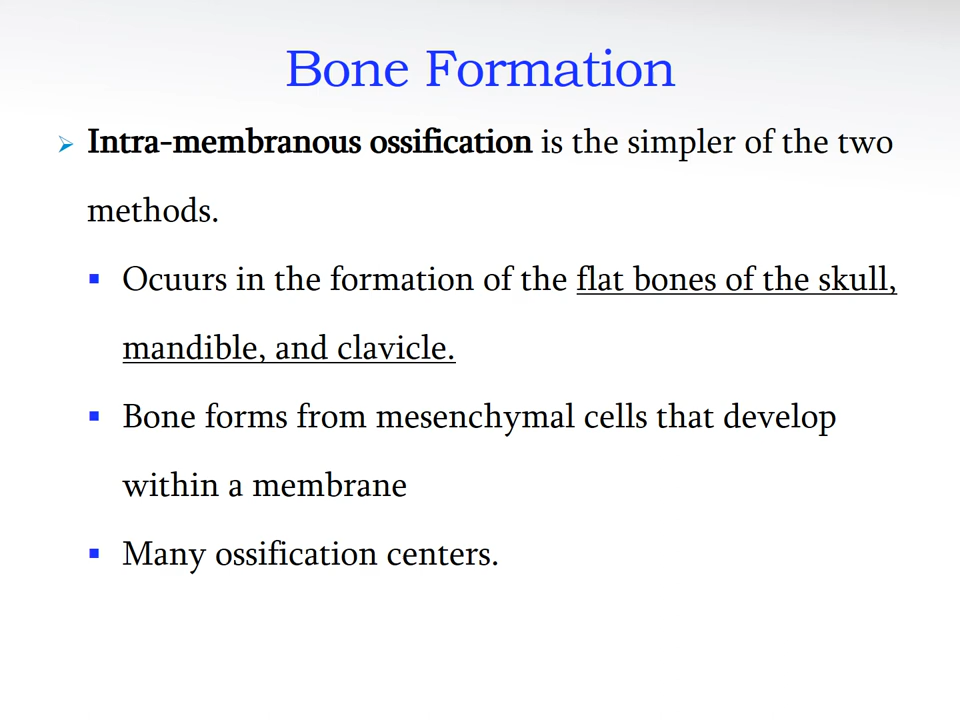 Bone Formation
Intra-membranous ossification is the simpler of the two
methods.
Ocuurs in the formation of the flat bones of the skull,
mandible, and clavicle.
Bone forms from mesenchymal cells that develop
within a membrane
Many ossification centers.